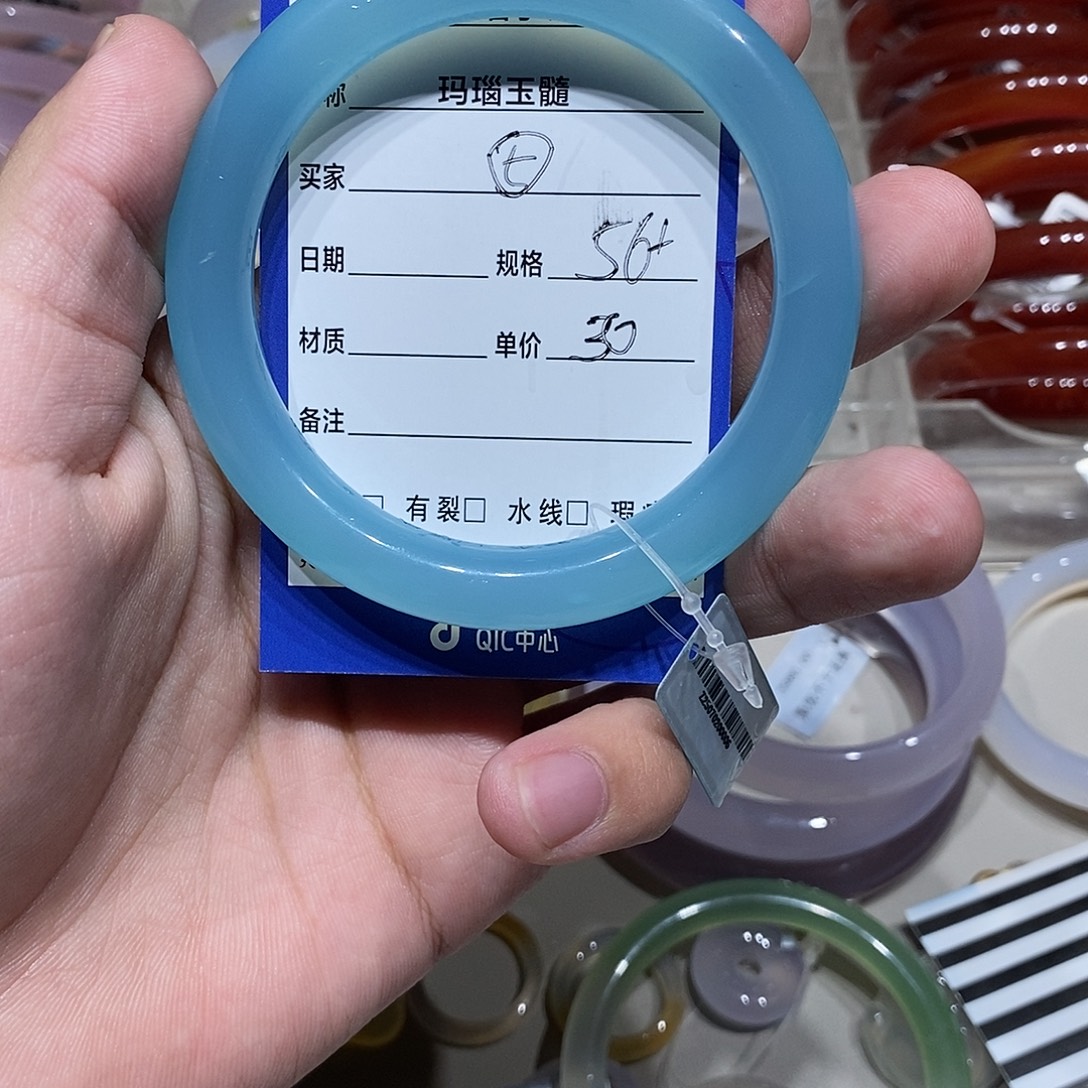 称 玛瑙玉髓
买家
日期 规格 56+
材质 单价 30
备注
有裂□ 水线□ 瑕
QIC中心